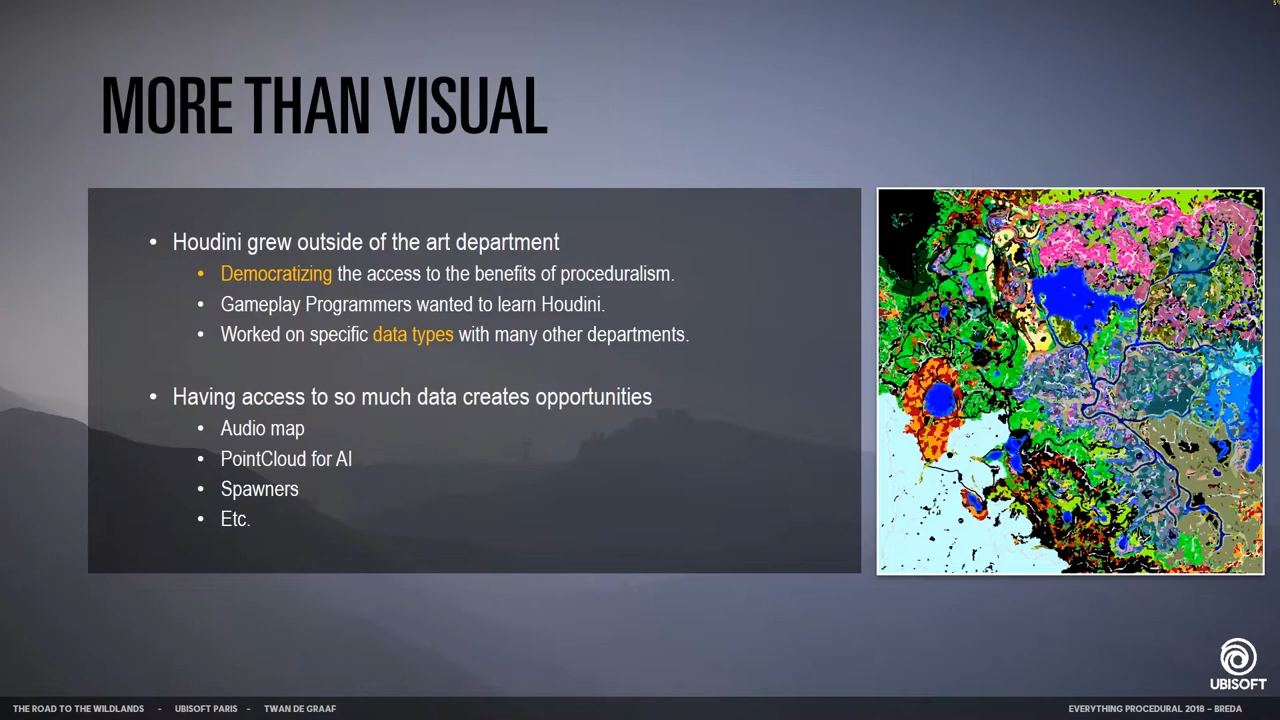 MORE THAN VISUAL
• Houdini grew outside of the art department
• Democratizing the access to the benefits of proceduralism.
• Gameplay Programmers wanted to learn Houdini.
• Worked on specific data types with many other departments.
• Having access to so much data creates opportunities
• Audio map
• PointCloud for AI
• Spawners
• Etc.
UBISOFT
THE ROAD TO THE WILDLANDS - UBISOFT PARIS - TWAN DE GRAAF
EVERYTHING PROCEDURAL 2018 – BREDA